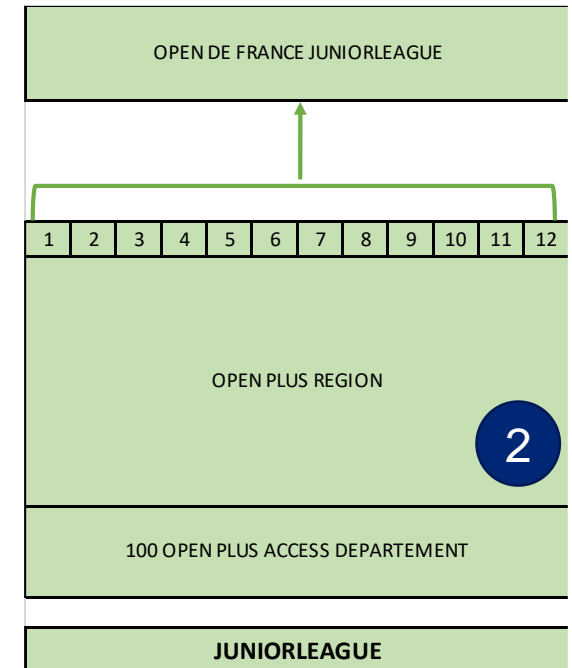 OPEN DE FRANCE JUNIORLEAGUE
1 2 3 4 5 6 7 8 9 10 11 12
OPEN PLUS REGION
2
100 OPEN PLUS ACCESS DEPARTEMENT
JUNIORLEAGUE